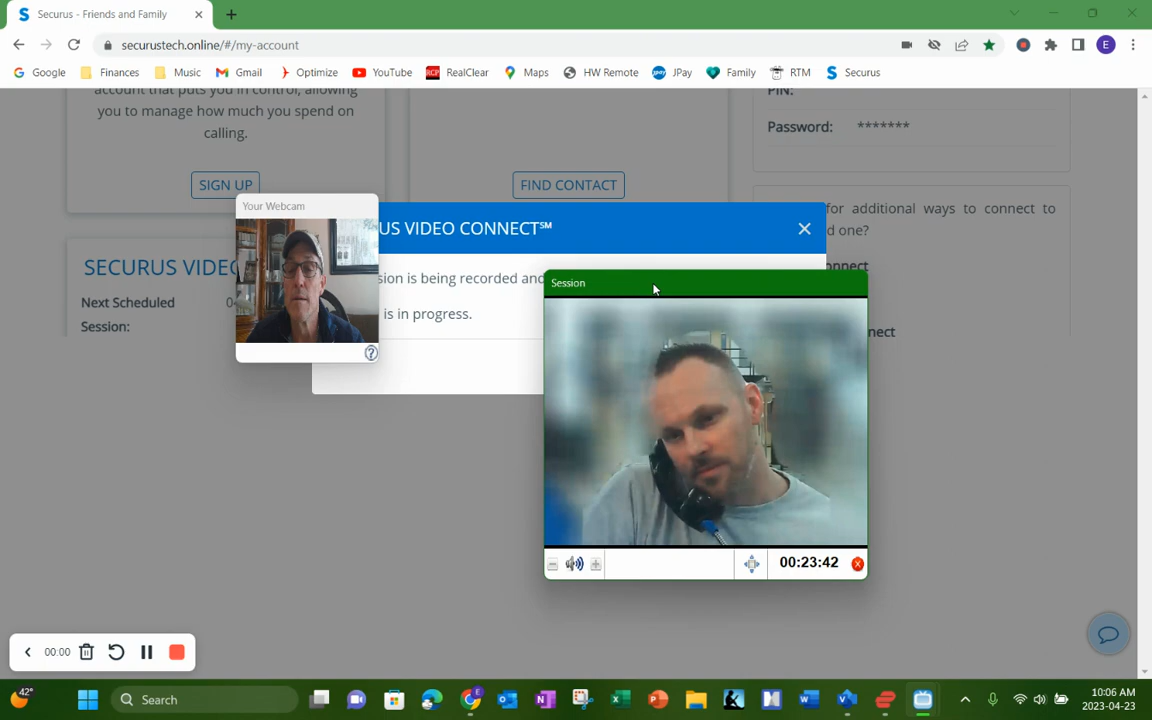 Securus - Friends and Family
securustech.online/#/my-account
E
Google Finances Music Gmail Optimize YouTube RCP RealClear Maps HW Remote JPay Family RTM Securus
account that puts you in control, allowing
you to manage how much you spend on
calling.
SIGN UP
FIND CONTACT
PIN:
Password: *******
for additional ways to connect to
d one?
onnect
nnect
SECURUS VIDE
Next Scheduled 0
Session:
Your Webcam
US VIDEO CONNECT℠
sion is being recorded and
is in progress.
Session
00:23:42
00:00
42°
Search
10:06 AM
2023-04-23